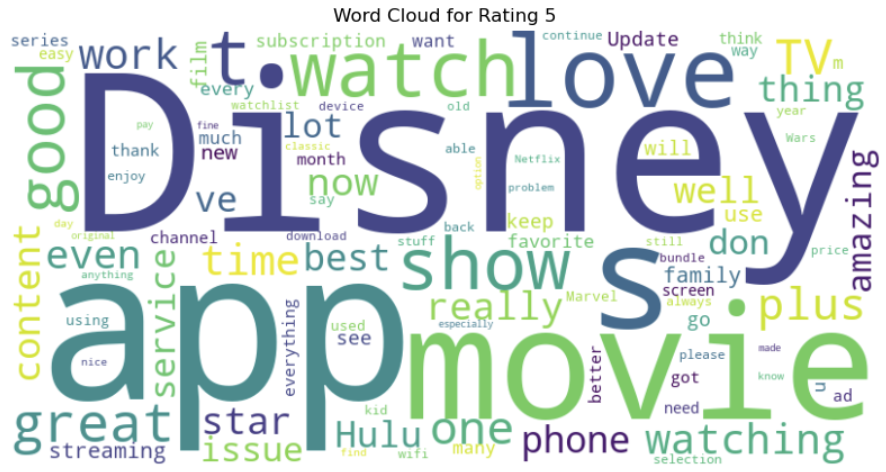 Word Cloud for Rating 5
series
easy
work
film
t
subscription
want
watch
love
continue
Update
think
way
TV
m
thing
good
Disney
every
watchlist
device
old
year
thank
much
new
lot
pay
fine
classic
month
able
Netflix
option
problem
will
Wars
enjoy
ve
now
say
well
use
amazing
keep
back
favorite
don
day
original
channel
download
stuff
still
price
content
even
anything
service
time
best
show
s
bundle
family
screen
always
plus
app
using
everything
used
see
really
especially
Marvel
go
movie
nice
better
please
made
got
know
need
u
ad
great
star
kid
Hulu
one
phone
watching
streaming
issue
find
wifi
many
selection